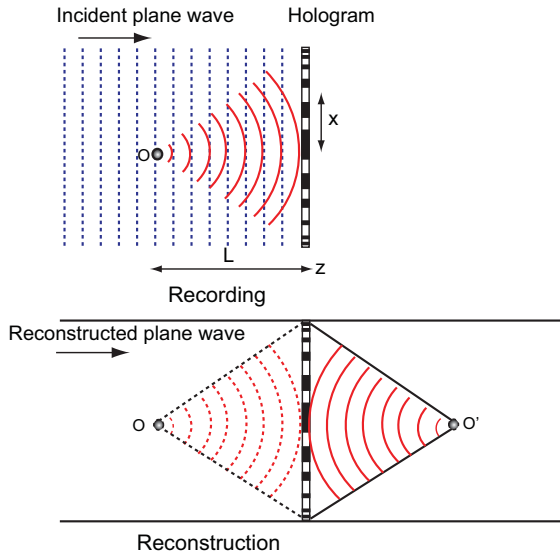 Incident plane wave
Hologram
x
O
L
z
Recording
Reconstructed plane wave
O
O'
Reconstruction